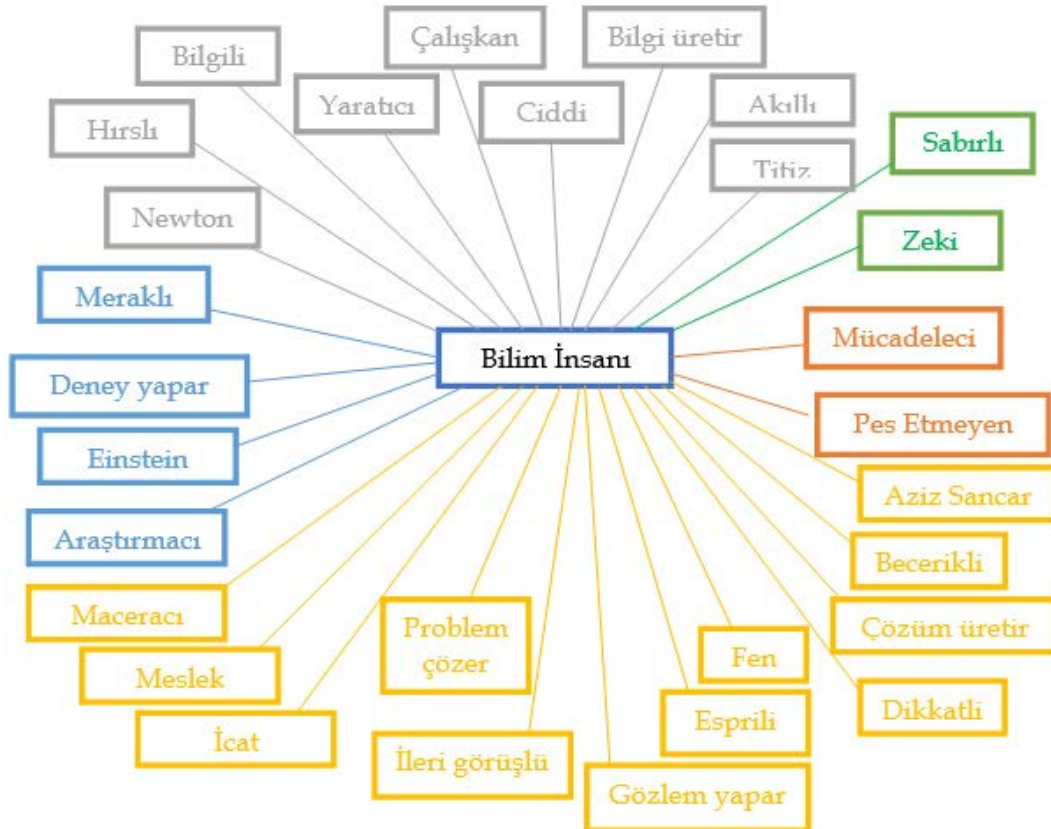 Çalışkan
Bilgi üretir
Bilgili
Yaratıcı
Ciddi
Akıllı
Hırslı
Titiz
Sabırlı
Newton
Zeki
Meraklı
Mücadeleci
Bilim İnsanı
Deney yapar
Pes Etmeyen
Einstein
Aziz Sancar
Araştırmacı
Becerikli
Maceracı
Problem
çözer
Çözüm üretir
Fen
Meslek
Dikkatli
Esprili
İcat
İleri görüşlü
Gözlem yapar